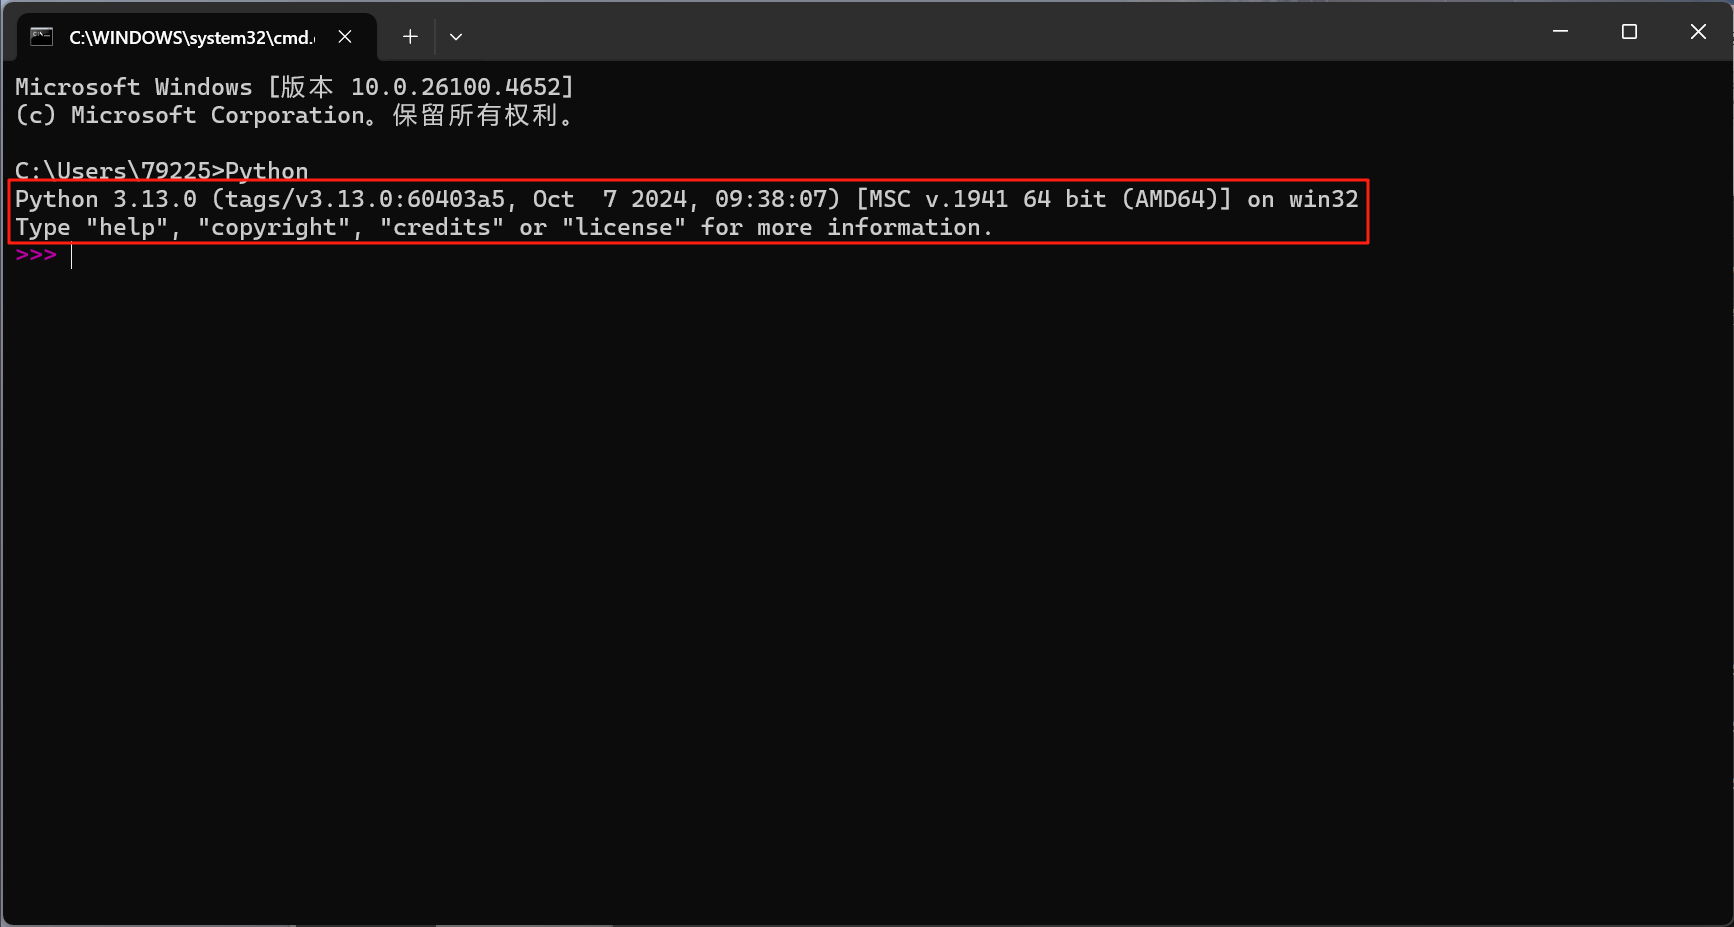 C:\WINDOWS\system32\cmd.
Microsoft Windows [版本 10.0.26100.4652]
(c) Microsoft Corporation。保留所有权利。
C:\Users\79225>Python
Python 3.13.0 (tags/v3.13.0:60403a5, Oct  7 2024, 09:38:07) [MSC v.1941 64 bit (AMD64)] on win32
Type "help", "copyright", "credits" or "license" for more information.
>>>